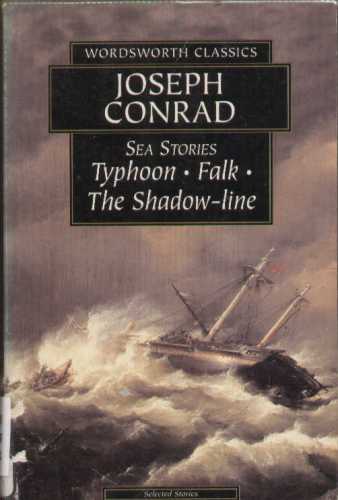 WORDSWORTH CLASSICS
JOSEPH
CONRAD
SEA STORIES
Typhoon • Falk •
The Shadow-line
Selected Stories